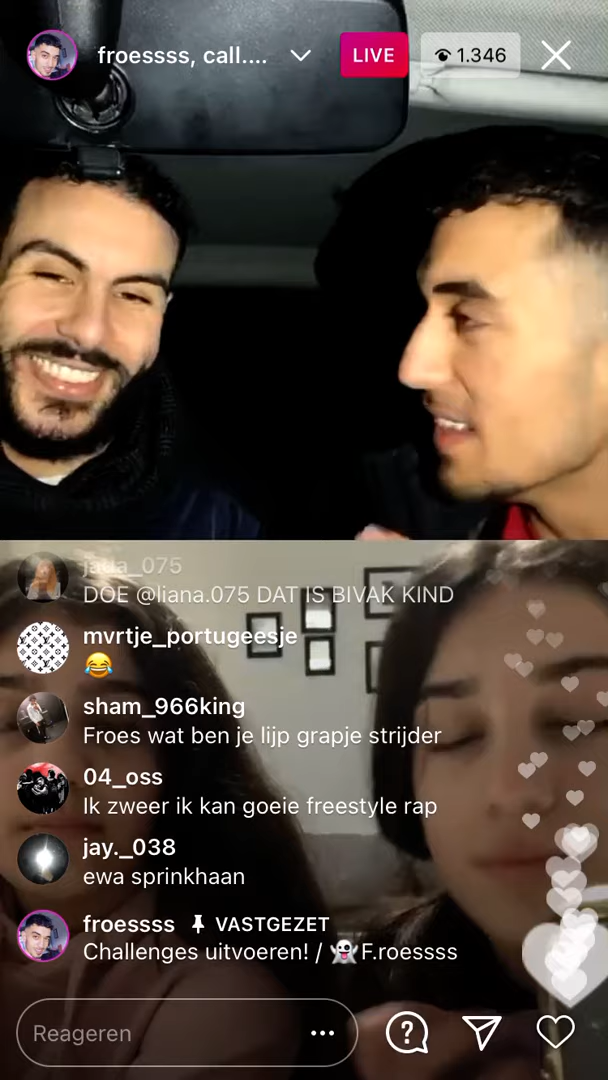 froessss, call....
LIVE
1.346
jada_075
DOE @liana.075 DAT IS BIVAK KIND
mvrtje_portugeesje
😂
sham_966king
Froes wat ben je lijp grapje strijder
04_oss
Ik zweer ik kan goeie freestyle rap
jay._038
ewa sprinkhaan
froessss 📌 VASTGEZET
Challenges uitvoeren! / 👻F.roessss
Reageren